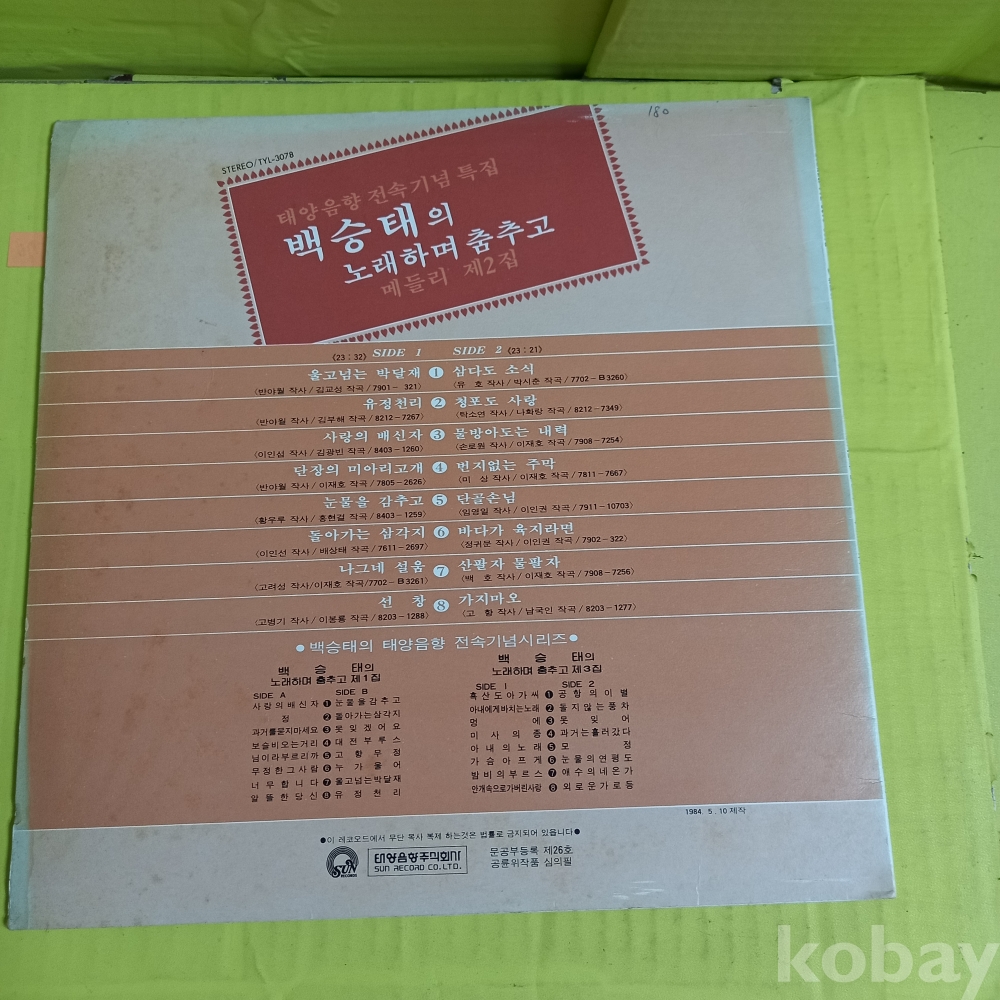 180
STEREO/TYL-3078
태양음향 전속기념 특집
백승태의
노래하며 춤추고
메들리 제2집
《23:32》 SIDE 1 SIDE 2 《23:21》
울고넘는 박달재 1 삼다도 소식
〈반야월 작사/김교성 작곡/7901-321〉 〈유 호 작사/박시춘 작곡/7702-B3260〉
유정천리 2 청포도 사랑
〈반야월 작사/김부해 작곡/8212-7267〉 〈탁소연 작사/나화랑 작곡/8212-7349〉
사랑의 배신자 3 물방아도는 내력
〈이인섭 작사/김광빈 작곡/8403-1260〉 〈손로원 작사/이재호 작곡/7908-7254〉
단장의 미아리고개 4 번지없는 주막
〈반야월 작사/이재호 작곡/7805-2626〉 〈미 상 작사/이재호 작곡/7811-7667〉
눈물을 감추고 5 단골손님
〈황우루 작사/홍현걸 작곡/8403-1259〉 〈임영일 작사/이인권 작곡/7911-10703〉
돌아가는 삼각지 6 바다가 육지라면
〈이인선 작사/배상태 작곡/7611-2697〉 〈정귀문 작사/이인권 작곡/7902-322〉
나그네 설움 7 산팔자 물팔자
〈고려성 작사/이재호 작곡/7702-B3261〉 〈백 호 작사/이재호 작곡/7908-7256〉
선 창 8 가지마오
〈고병기 작사/이봉룡 작곡/8203-1288〉 〈고 향 작사/남국인 작곡/8203-1277〉
●백승태의 태양음향 전속기념시리즈●
백 승 태의
노래하며 춤추고 제1집
SIDE A SIDE B
사랑의 배신자 1 눈물을감추고
정 2 돌아가는삼각지
과거를묻지마세요 3 못잊겠어요
보슬비오는거리 4 대전부루스
님이라부르리까 5 고향무정
무정한그사람 6 누가울어
너무합니다 7 울고넘는박달재
알뜰한당신 8 유정천리
백 승 태의
노래하며 춤추고 제3집
SIDE 1 SIDE 2
흑산도아가씨 1 공항의이별
아내에게바치는노래 2 돌지않는풍차
멍에 3 못잊어
미사의종 4 과거는흘러갔다
아내의노래 5 모정
가슴아프게 6 눈물의연평도
밤비의부르스 7 애수의네온가
안개속으로가버린사랑 8 외로운가로등
1984. 5. 10 제작
●이 레코오드에서 무단 복사 복제 하는것은 법률로 금지되어 있읍니다●
SUN
RECORDS
태양음향주식회사
SUN RECORD CO.LTD.
문공부등록 제26호
공륜위작품 심의필
kobay